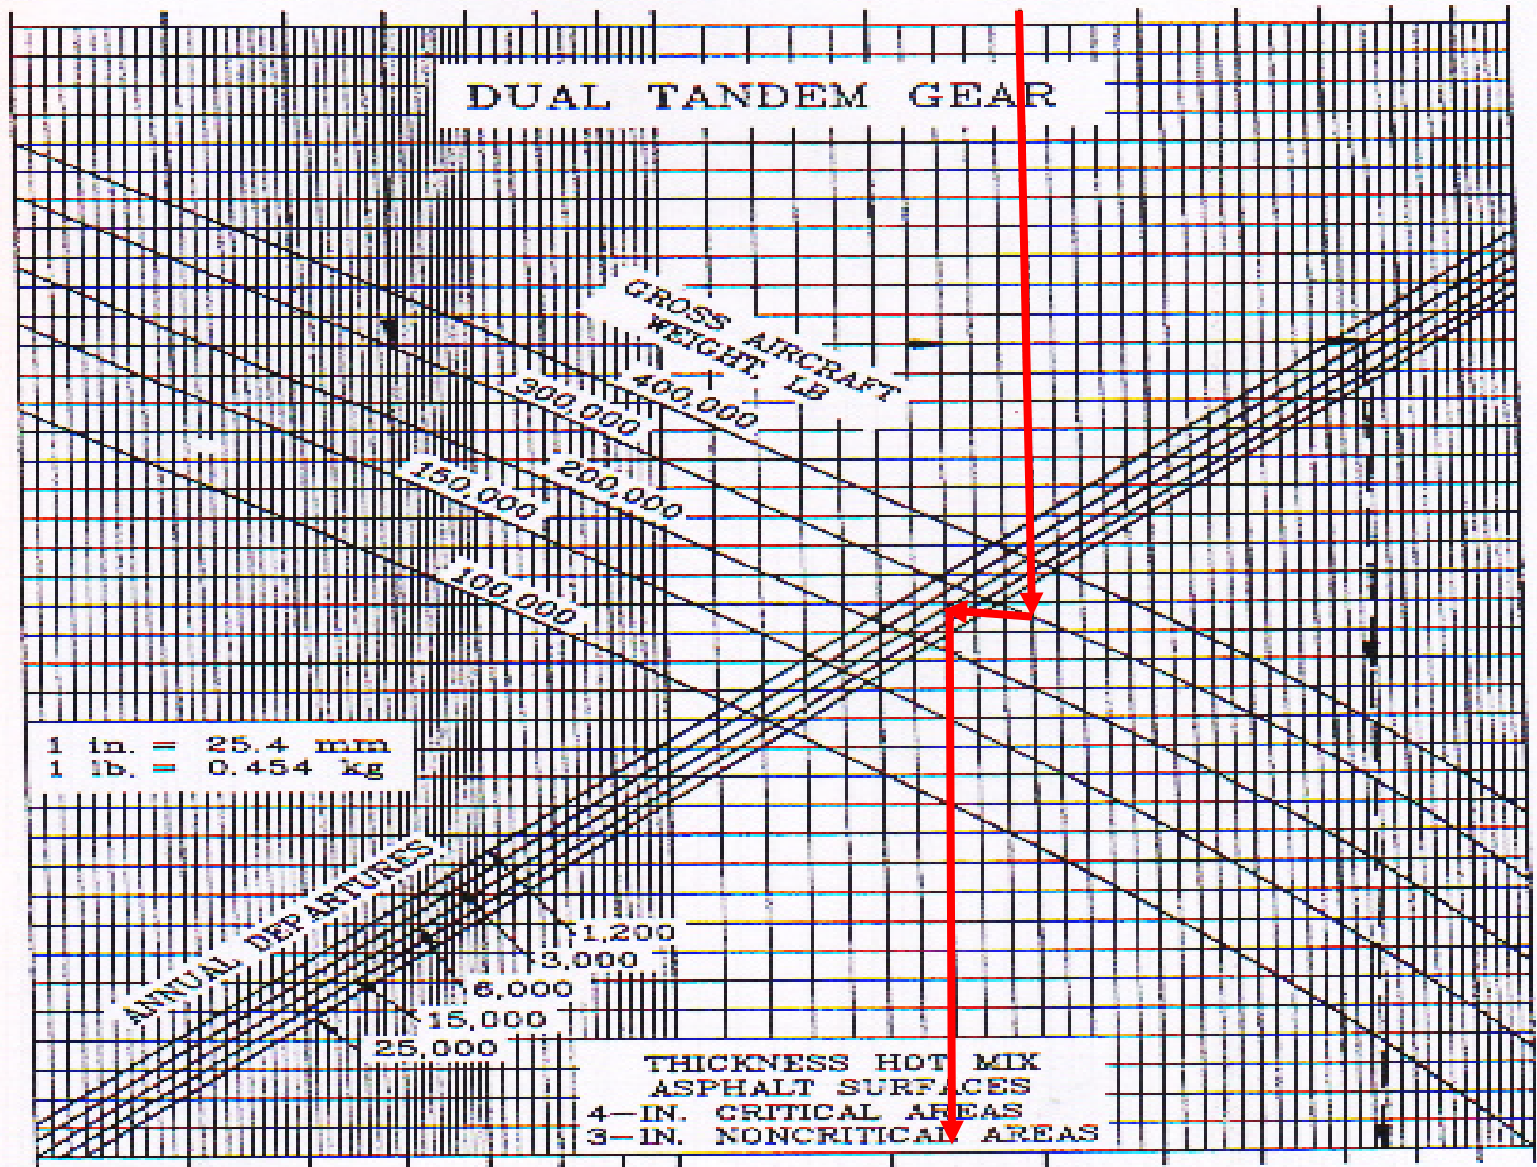 DUAL TANDEM GEAR
GROSS AIRCRAFT
WEIGHT, LB
400,000
300,000
200,000
150,000
100,000
1 in. = 25.4 mm
1 lb. = 0.454 kg
ANNUAL DEPARTURES
1,200
3,000
6,000
15,000
25,000
THICKNESS HOT MIX
ASPHALT SURFACES
4-IN. CRITICAL AREAS
3-IN. NONCRITICAL AREAS